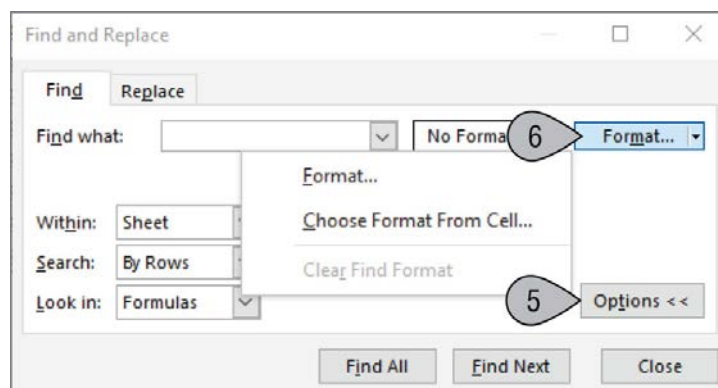 Find and Replace
Find Replace
Find what: No Forma 6 Format...
Format...
Within: Sheet Choose Format From Cell...
Search: By Rows Clear Find Format
Look in: Formulas 5 Options <<
Find All Find Next Close